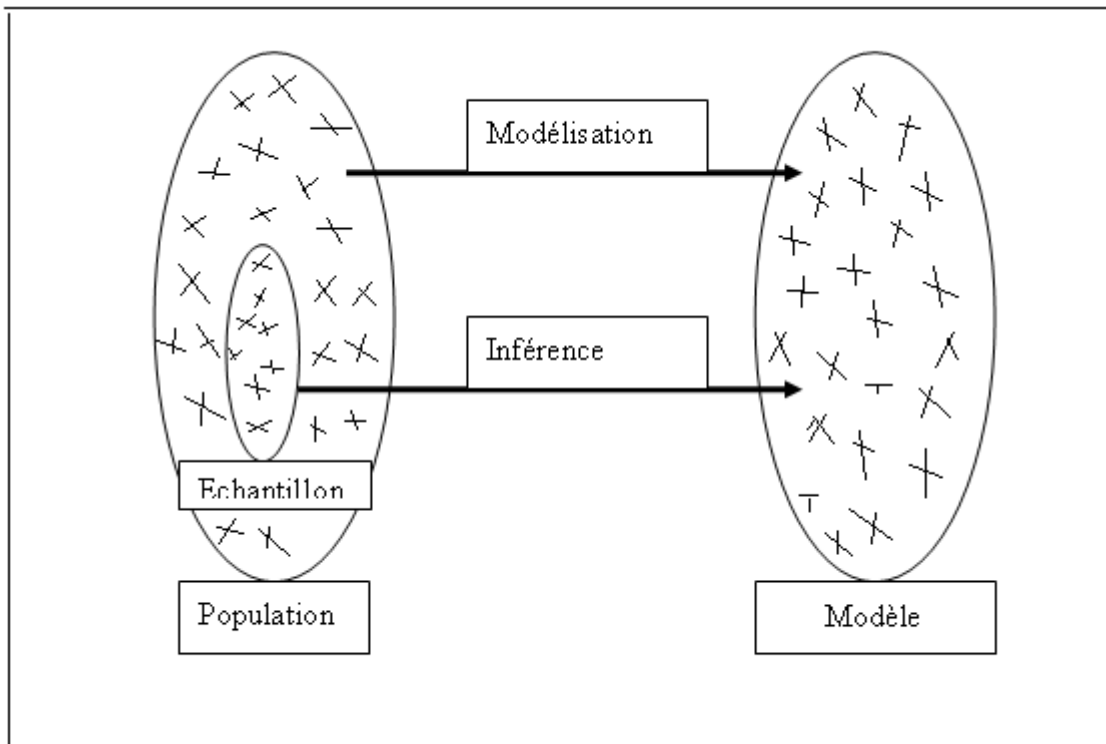 Modélisation
Inférence
Echantillon
Population
Modèle